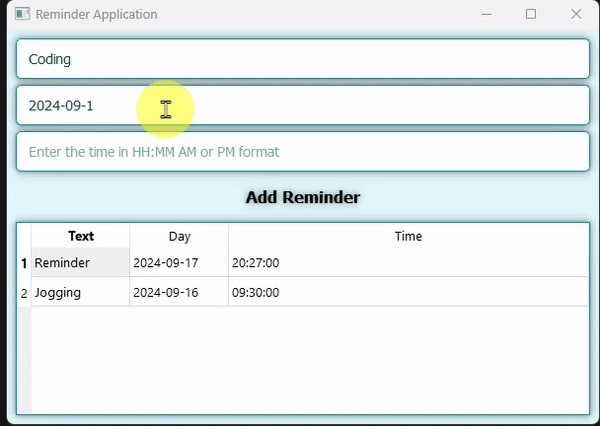 Reminder Application
Coding
2024-09-1
Enter the time in HH:MM AM or PM format
Add Reminder
Text Day Time
1 Reminder 2024-09-17 20:27:00
2 Jogging 2024-09-16 09:30:00